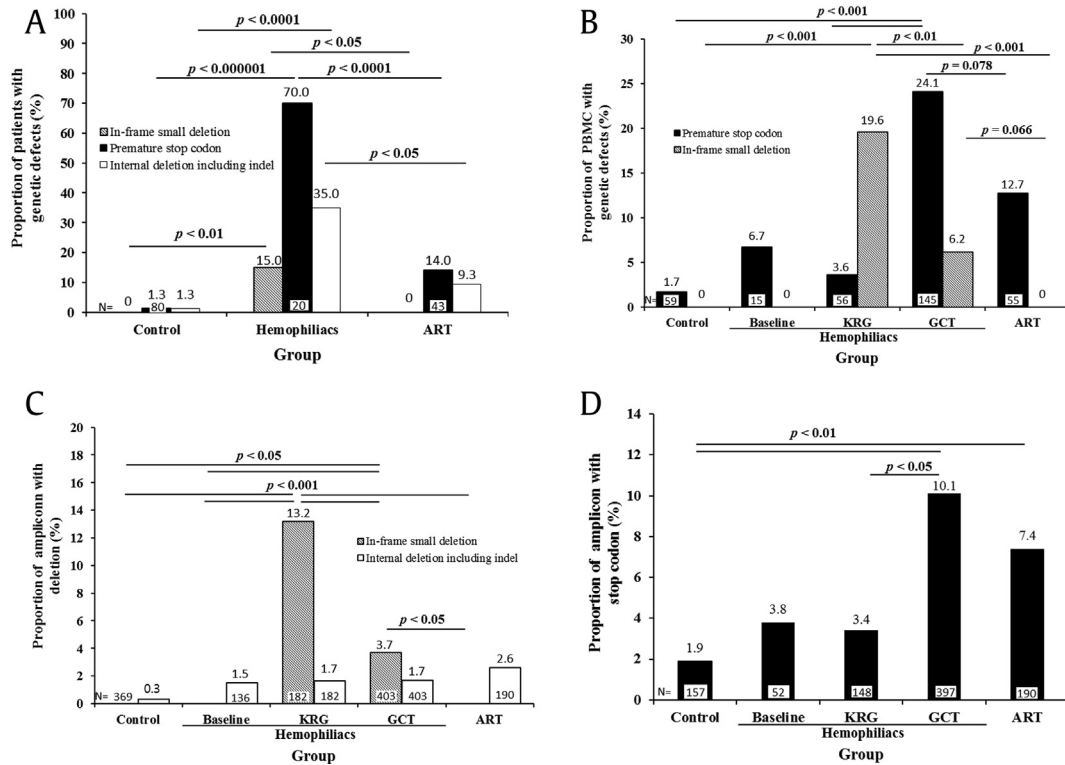 A
Proportion of patients with
genetic defects (%)
100
90
80
70
60
50
40
30
20
10
0
p < 0.0001
p < 0.05
p < 0.000001
p < 0.0001
70.0
In-frame small deletion
Premature stop codon
Internal deletion including indel
p < 0.05
35.0
p < 0.01
15.0
14.0
9.3
N= 0 1.3 1.3
80
20
0
43
Control Hemophiliacs ART
Group
B
Proportion of PBMC with
genetic defects (%)
30
25
20
15
10
5
0
p < 0.001
p < 0.001
p < 0.01
p < 0.001
p = 0.078
24.1
Premature stop codon
In-frame small deletion
19.6
p = 0.066
12.7
6.7
3.6
6.2
1.7
N= 59 0 15 0 56 145 55 0
Control Baseline KRG GCT ART
Hemophiliacs
Group
C
Proportion of ampliconn with
deletion (%)
20
18
16
14
12
10
8
6
4
2
0
p < 0.05
p < 0.001
13.2
In-frame small deletion
Internal deletion including indel
p < 0.05
3.7
0.3
1.5
1.7
1.7
2.6
N= 369 136 182 182 403 403 190
Control Baseline KRG GCT ART
Hemophiliacs
Group
D
Proportion of amplicon with
stop codon (%)
14
12
10
8
6
4
2
0
p < 0.01
p < 0.05
10.1
7.4
3.8
3.4
1.9
N= 157 52 148 397 190
Control Baseline KRG GCT ART
Hemophiliacs
Group